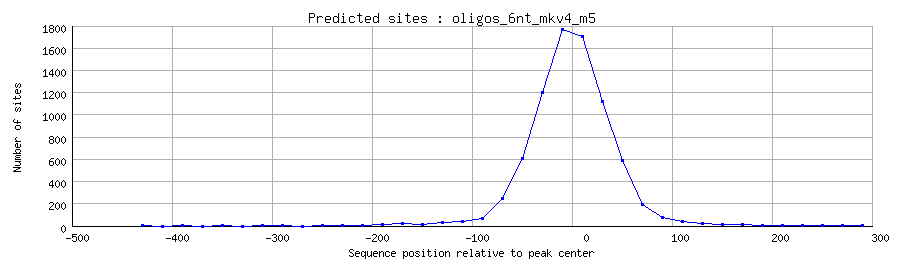 Predicted sites : oligos_6nt_mkv4_m5
1800
1600
1400
1200
1000
800
600
400
200
0
Number of sites
-500 -400 -300 -200 -100 0 100 200 300
Sequence position relative to peak center